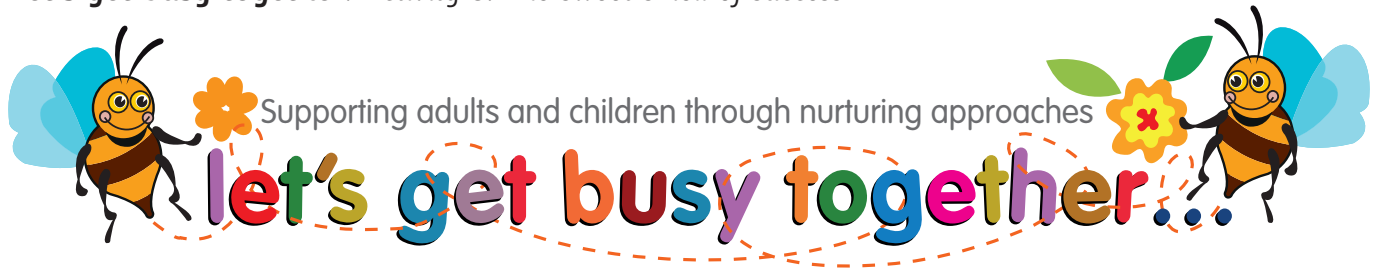 Supporting adults and children through nurturing approaches
let's get busy together...